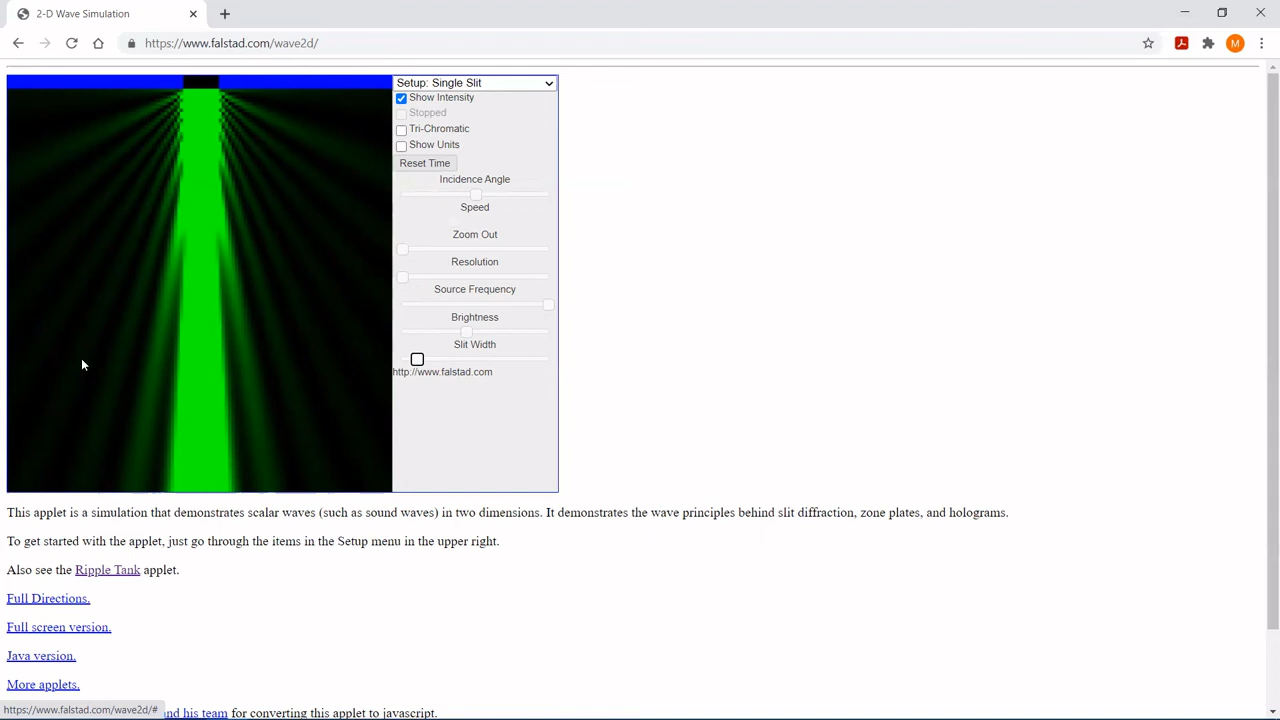 2-D Wave Simulation
https://www.falstad.com/wave2d/
M
Setup: Single Slit
Show Intensity
Stopped
Tri-Chromatic
Show Units
Reset Time
Incidence Angle
Speed
Zoom Out
Resolution
Source Frequency
Brightness
Slit Width
http://www.falstad.com
This applet is a simulation that demonstrates scalar waves (such as sound waves) in two dimensions. It demonstrates the wave principles behind slit diffraction, zone plates, and holograms.
To get started with the applet, just go through the items in the Setup menu in the upper right.
Also see the Ripple Tank applet.
Full Directions.
Full screen version.
Java version.
More applets.
https://www.falstad.com/wave2d/#
and his team for converting this applet to javascript.